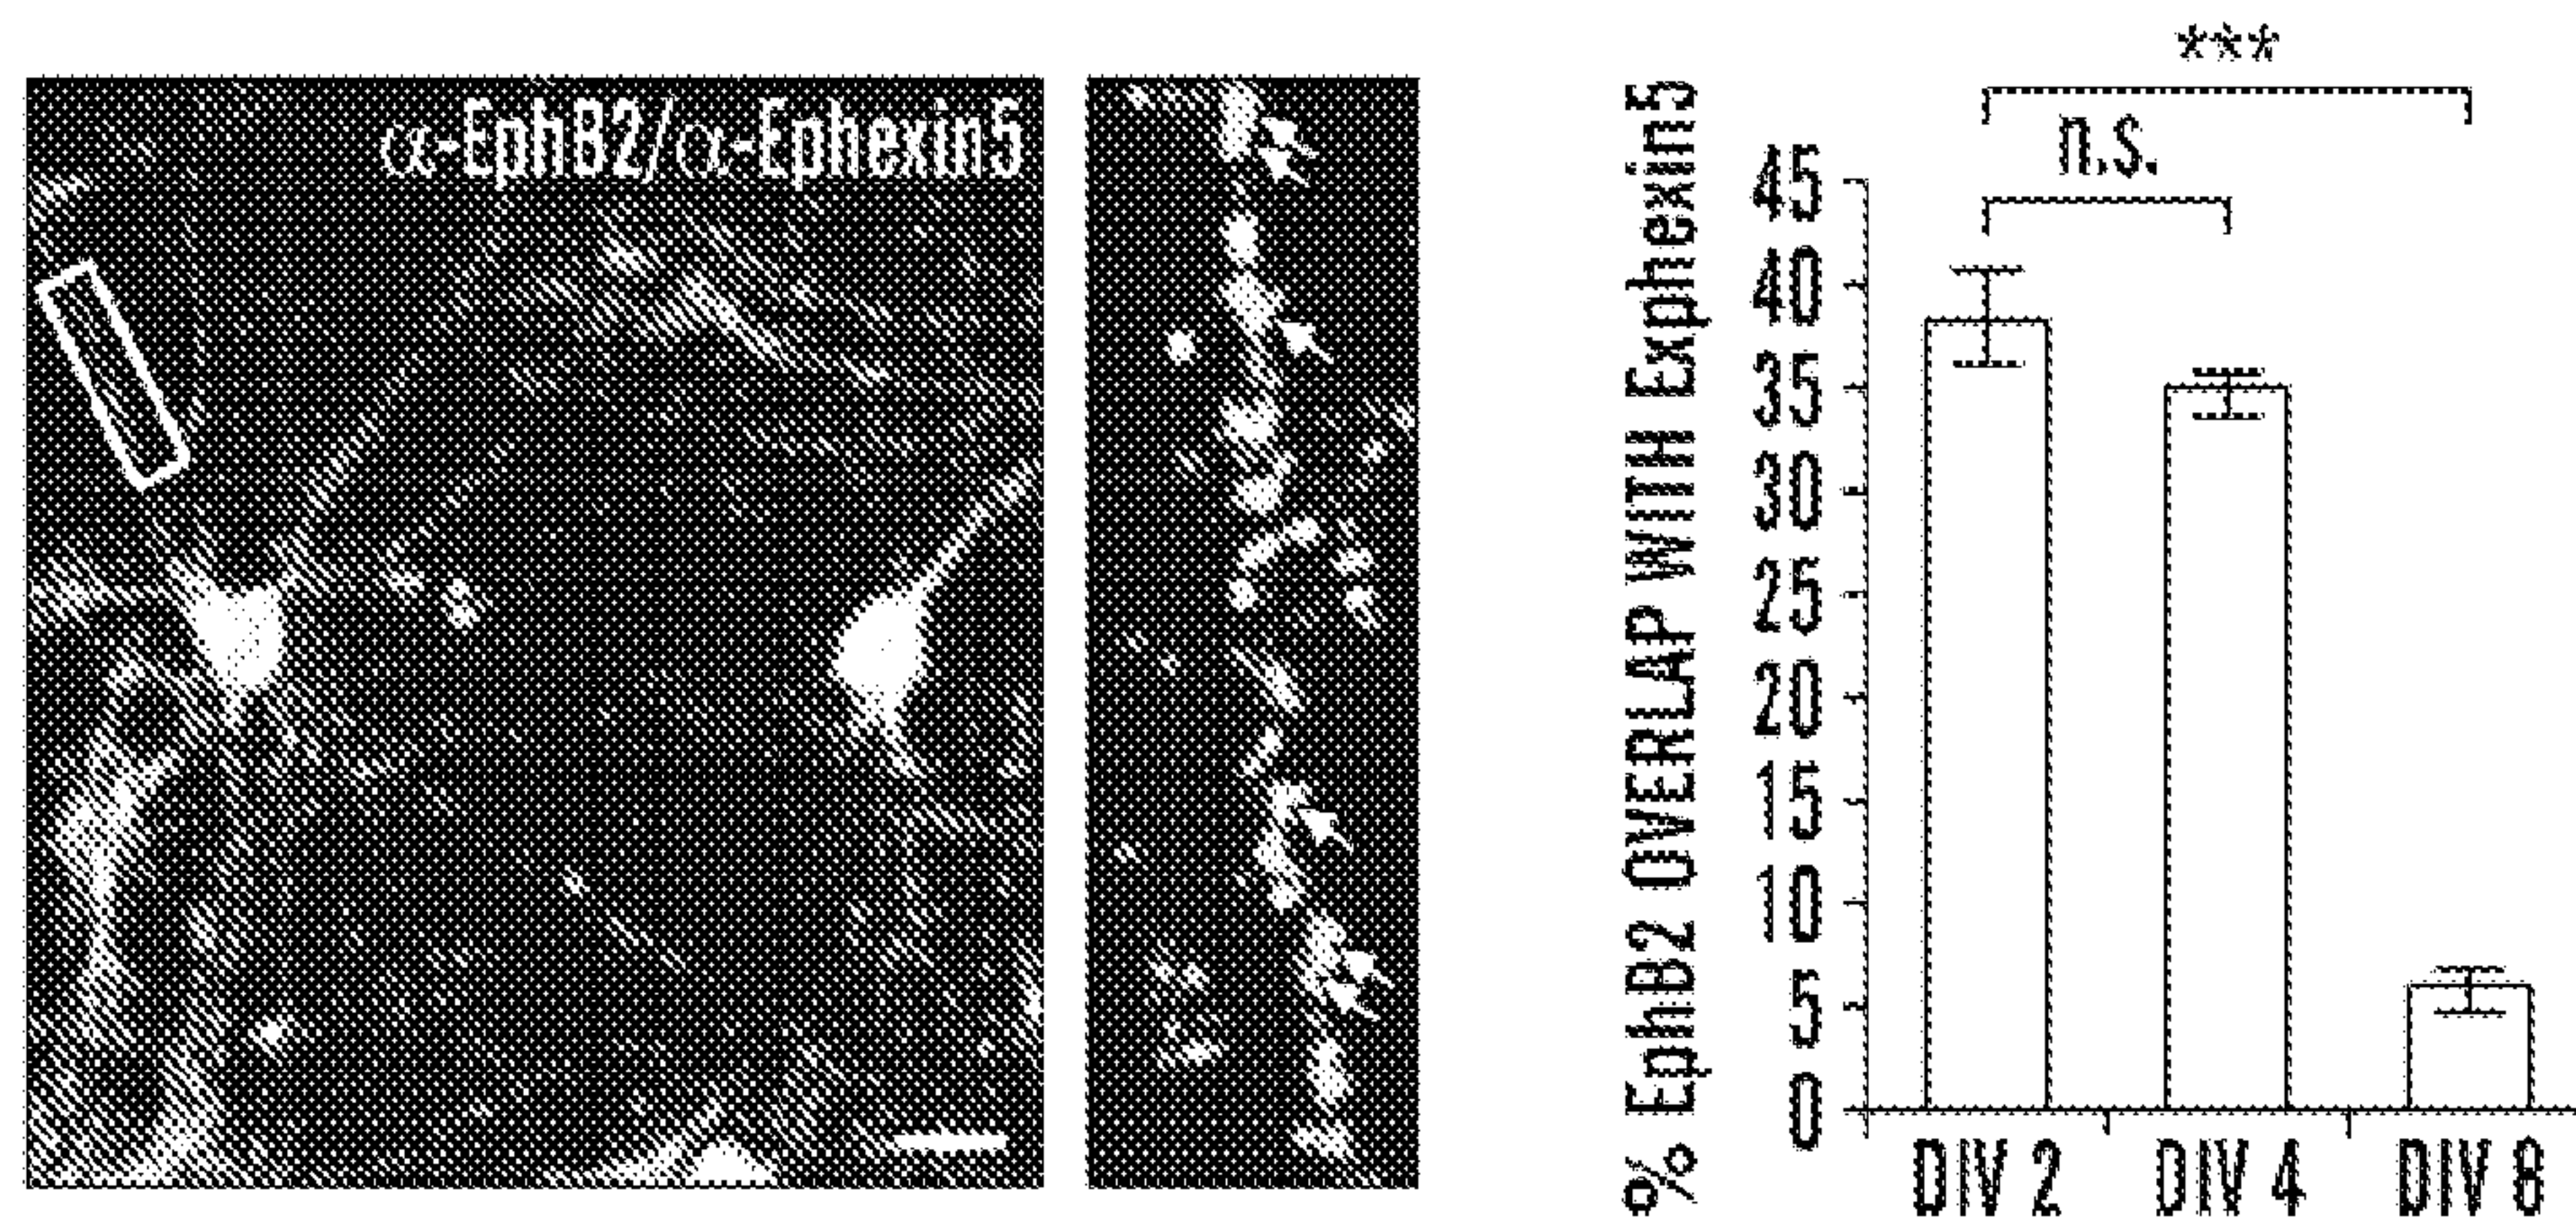 α-EphB2/α-Ephexin5
% EphB2 OVERLAP WITH Exphexin5
***
n.s.
45
40
35
30
25
20
15
10
5
0
DIV 2
DIV 4
DIV 8